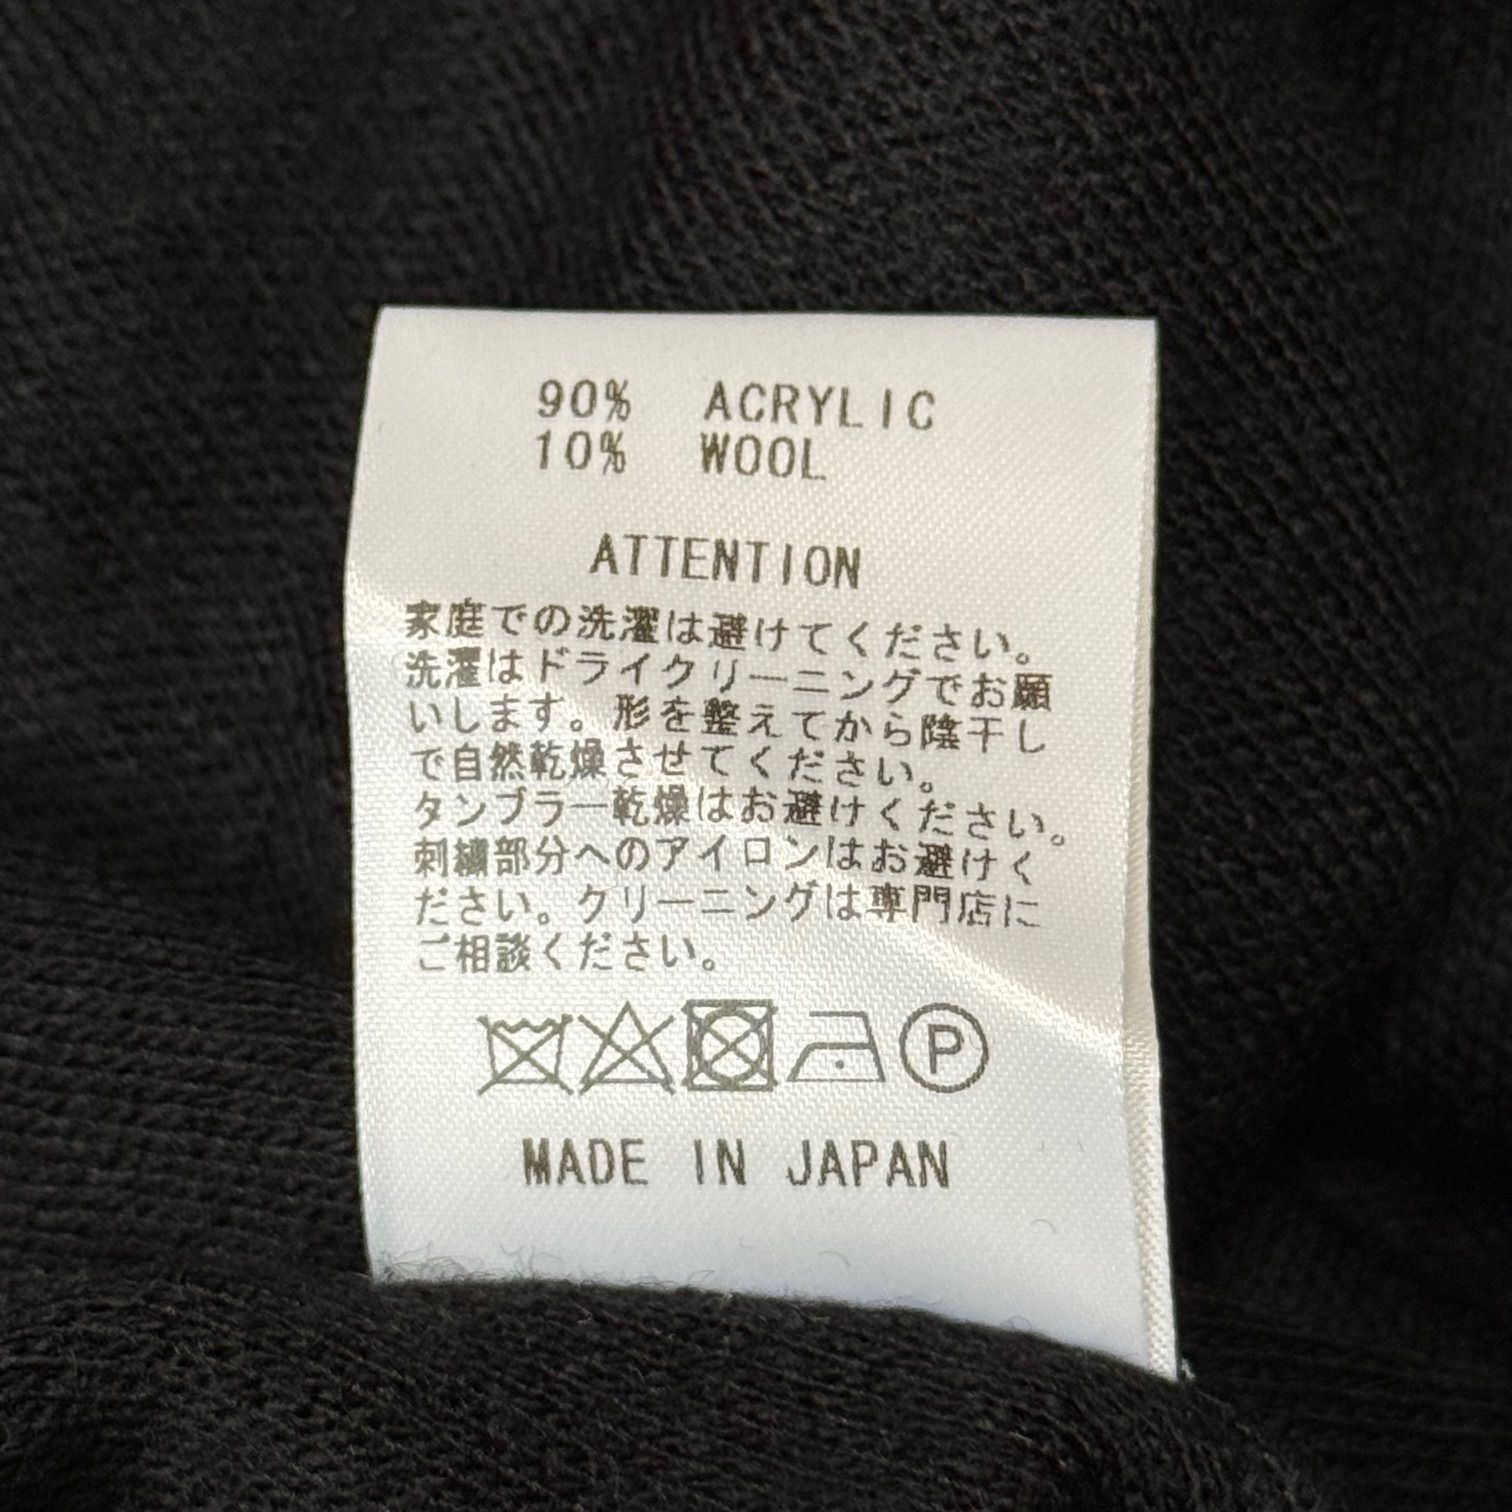 90% ACRYLIC
10% WOOL
ATTENTION
家庭での洗濯は避けてください。
洗濯はドライクリーニングでお願
いします。形を整えてから陰干し
で自然乾燥させてください。
タンブラー乾燥はお避けください。
刺繍部分へのアイロンはお避けく
ださい。クリーニングは専門店に
ご相談ください。
P
MADE IN JAPAN